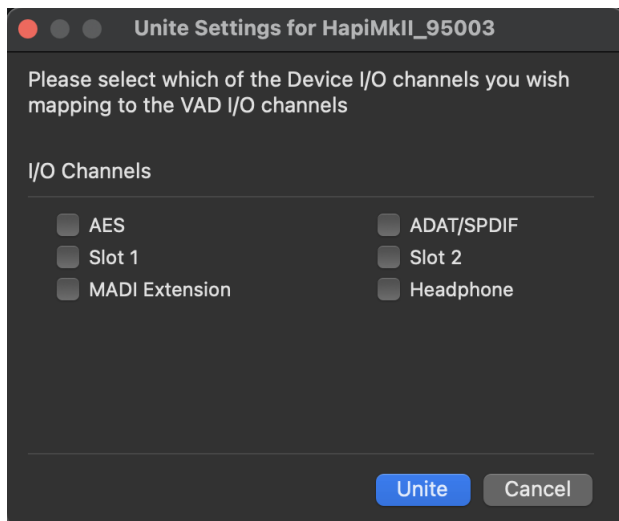 Unite Settings for HapiMkII_95003
Please select which of the Device I/O channels you wish
mapping to the VAD I/O channels
I/O Channels
AES
ADAT/SPDIF
Slot 1
Slot 2
MADI Extension
Headphone
Unite
Cancel